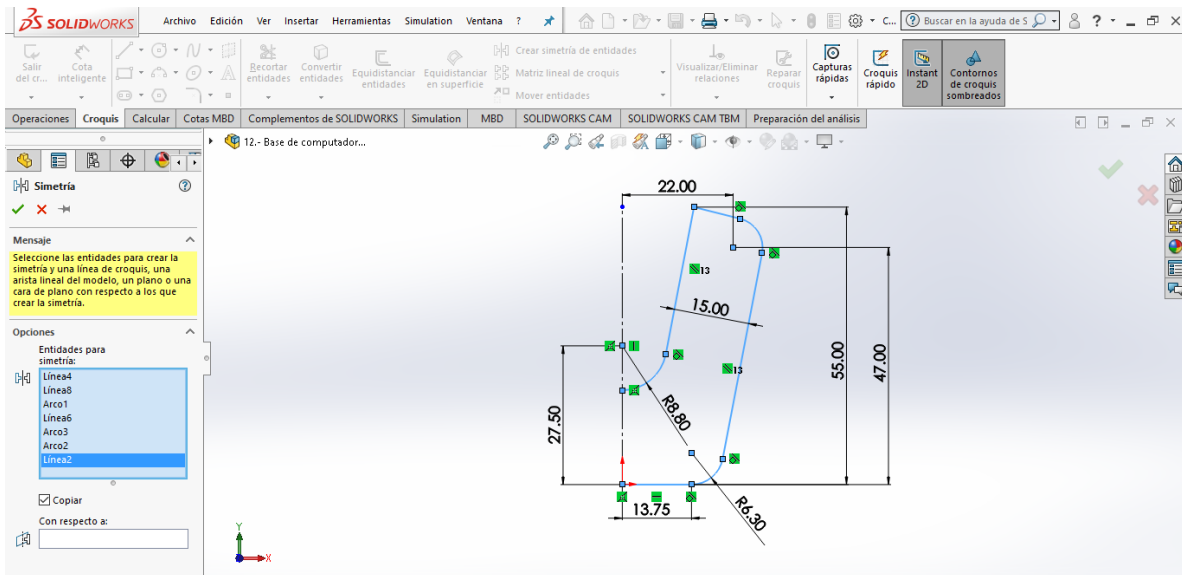 SOLIDWORKS
Archivo Edición Ver Insertar Herramientas Simulation Ventana ?
C...
Buscar en la ayuda de S
?
Salir del cr...
Cota inteligente
Recortar entidades
Convertir entidades
Equidistanciar entidades
Equidistanciar en superficie
Crear simetría de entidades
Matriz lineal de croquis
Mover entidades
Visualizar/Eliminar relaciones
Reparar croquis
Capturas rápidas
Croquis rápido
Instant 2D
Contornos de croquis sombreados
Operaciones Croquis Calcular Cotas MBD Complementos de SOLIDWORKS Simulation MBD SOLIDWORKS CAM SOLIDWORKS CAM TBM Preparación del análisis
12.- Base de computador...
Simetría
?
Mensaje
Seleccione las entidades para crear la
simetría y una línea de croquis, una
arista lineal del modelo, un plano o una
cara de plano con respecto a los que
crear la simetría.
Opciones
Entidades para
simetría:
Línea4
Línea8
Arco1
Línea6
Arco3
Arco2
Línea2
Copiar
Con respecto a:
22.00
13
15.00
13
55.00
47.00
27.50
R8.80
13.75
R6.30
Y
X